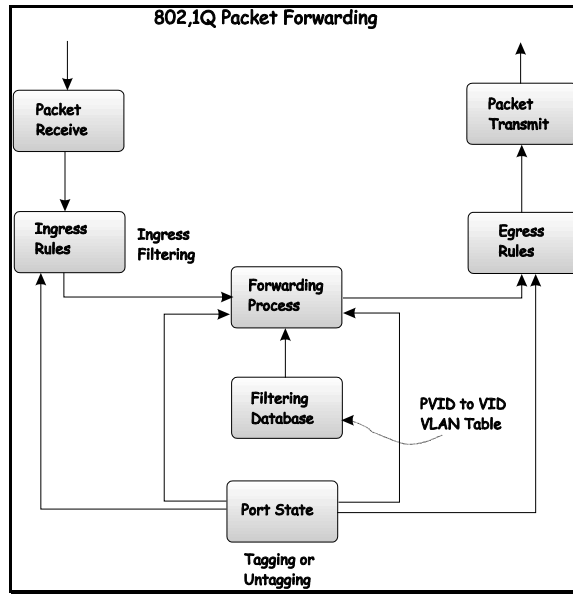 802,1Q Packet Forwarding
Packet
Receive
Packet
Transmit
Ingress
Rules
Ingress
Filtering
Egress
Rules
Forwarding
Process
Filtering
Database
PVID to VID
VLAN Table
Port State
Tagging or
Untagging